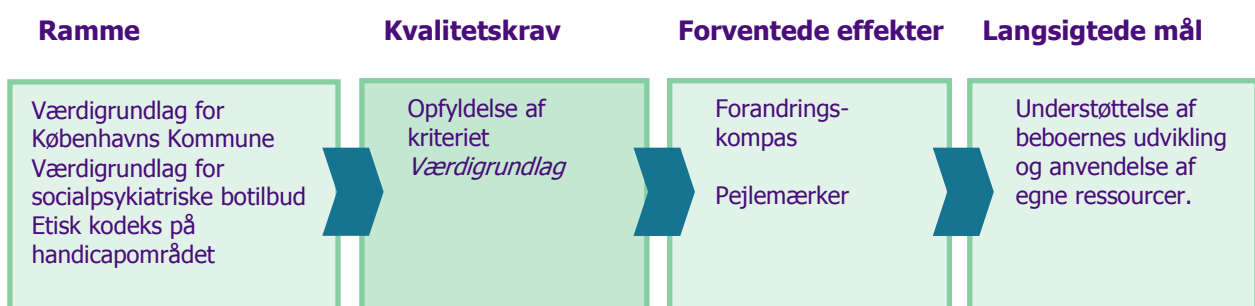 Ramme
Kvalitetskrav
Forventede effekter
Langsigtede mål
Værdigrundlag for
Københavns Kommune
Værdigrundlag for
socialpsykiatriske botilbud
Etisk kodeks på
handicapområdet
Opfyldelse af
kriteriet
Værdigrundlag
Forandrings-
kompas
Pejlemærker
Understøttelse af
beboernes udvikling
og anvendelse af
egne ressourcer.